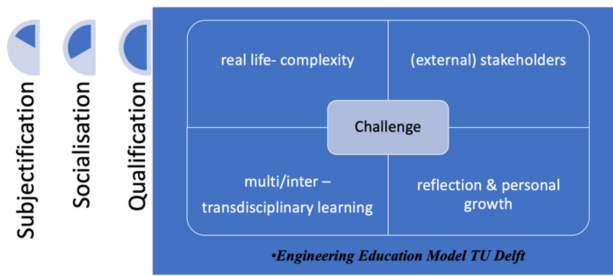 Subjectification
Socialisation
Qualification
real life- complexity
(external) stakeholders
Challenge
multi/inter –
transdisciplinary learning
reflection & personal
growth
•Engineering Education Model TU Delft